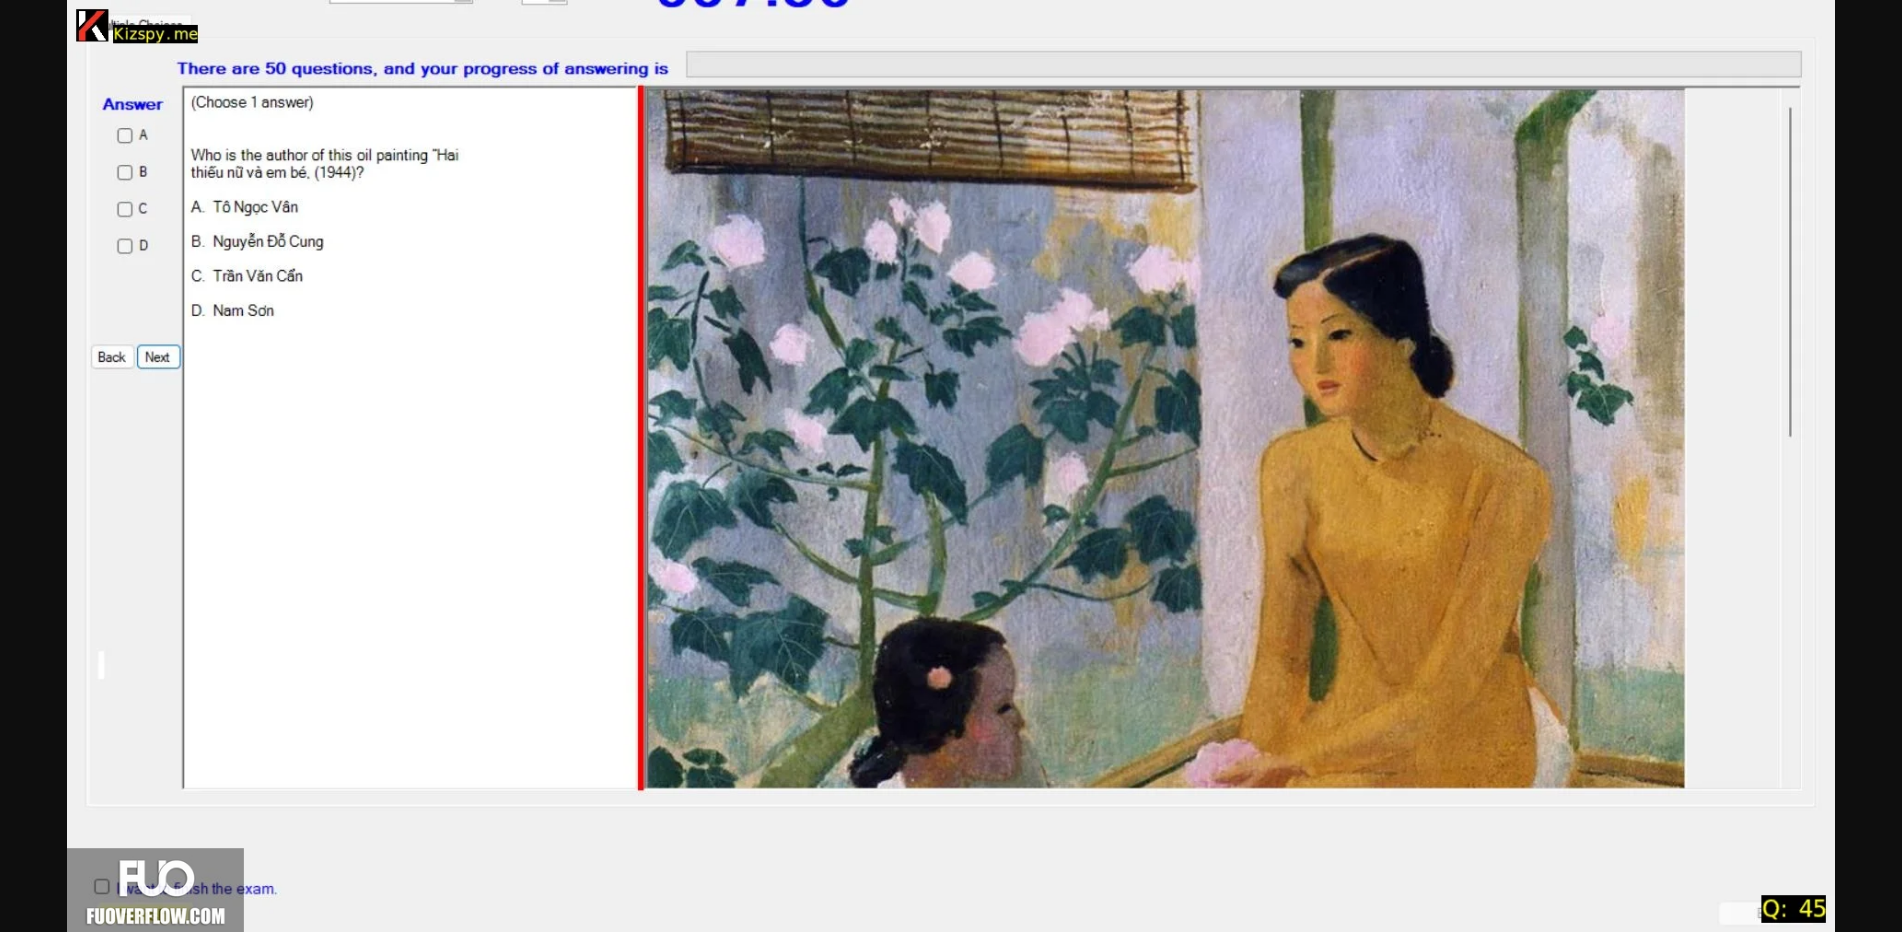 Kizspy.me
There are 50 questions, and your progress of answering is
Answer
(Choose 1 answer)
A
B
C
D
Who is the author of this oil painting "Hai
thiếu nữ và em bé, (1944)?
A. Tô Ngọc Vân
B. Nguyễn Đỗ Cung
C. Trần Văn Cẩn
D. Nam Sơn
Back Next
FUO
sh the exam.
FUOVERFLOW.COM
Q: 45